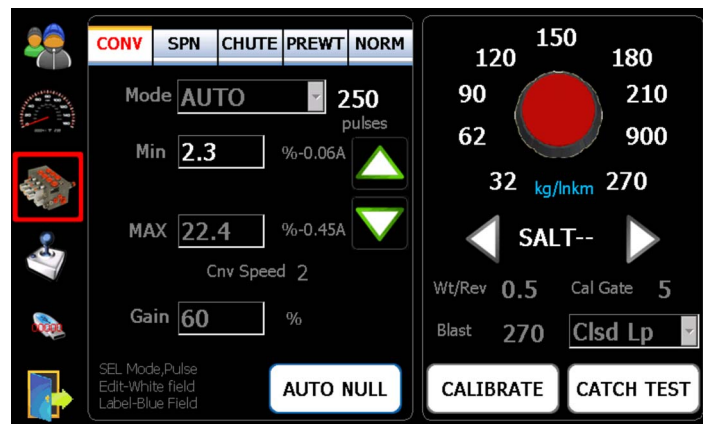 CONV SPN CHUTE PREWT NORM
Mode AUTO 250
pulses
Min 2.3 %-0.06A
MAX 22.4 %-0.45A
Cnv Speed 2
Gain 60 %
SEL Mode,Pulse
Edit-White field
Label-Blue Field
AUTO NULL
150
120 180
90 210
62 900
32 kg/lnkm 270
SALT--
Wt/Rev 0.5 Cal Gate 5
Blast 270 Clsd Lp
CALIBRATE CATCH TEST